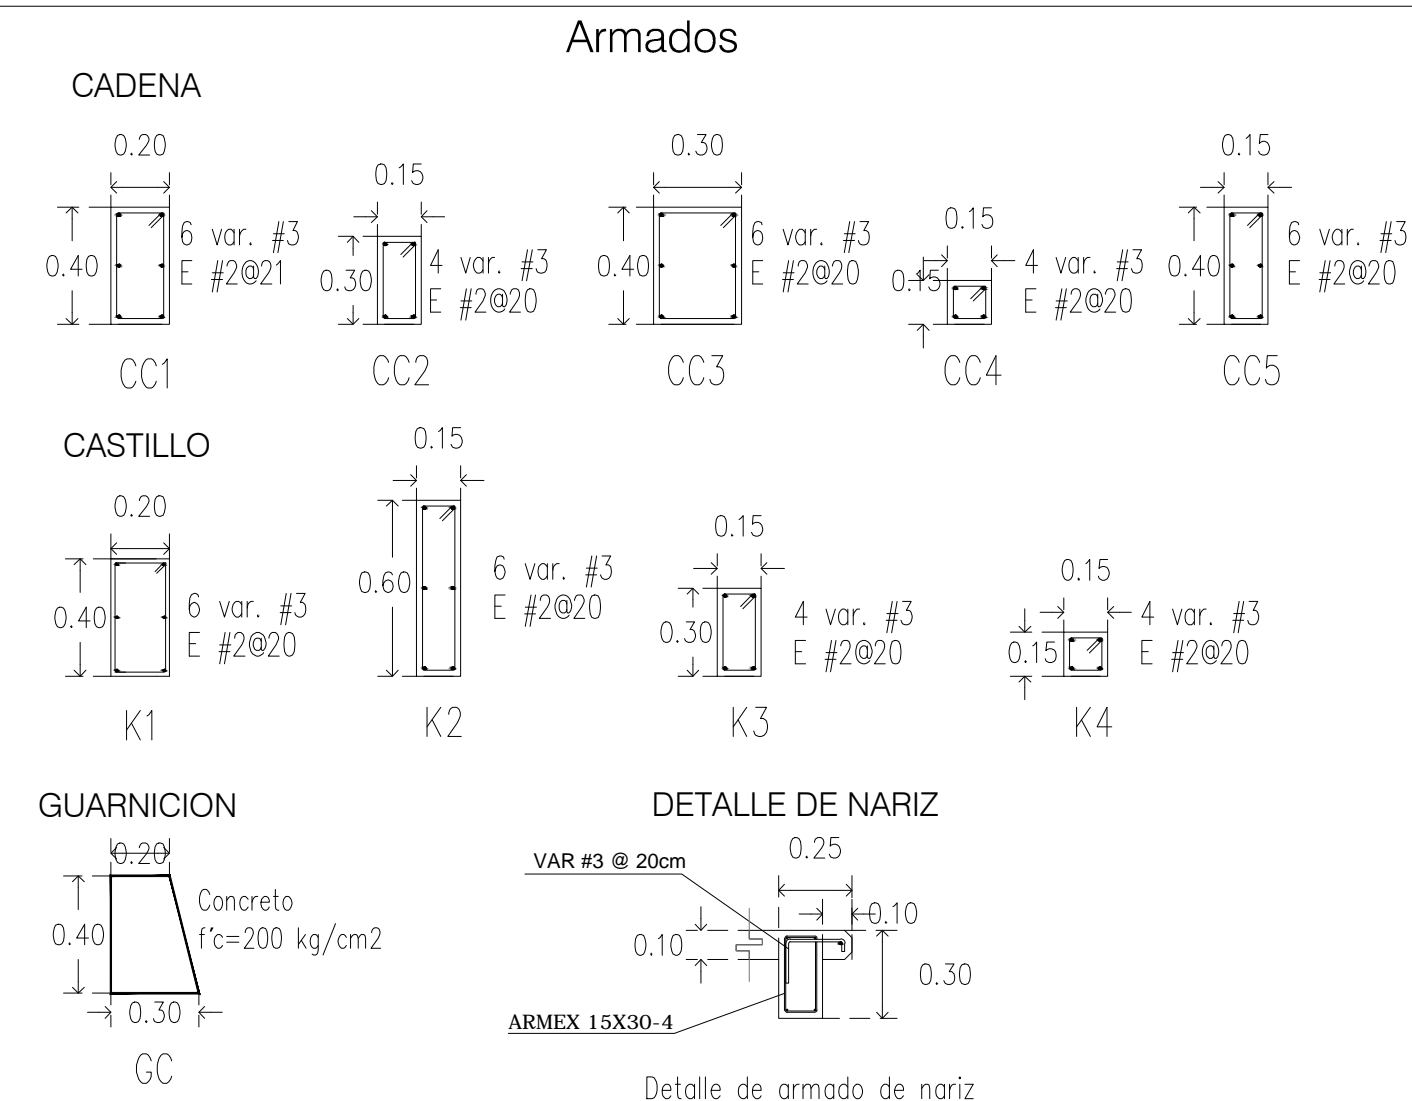 Armados
CADENA
0.20
0.40
6 var. #3
E #2@21
CC1
0.15
0.30
4 var. #3
E #2@20
CC2
0.30
0.40
6 var. #3
E #2@20
CC3
0.15
0.15
4 var. #3
E #2@20
CC4
0.15
0.40
6 var. #3
E #2@20
CC5
CASTILLO
0.20
0.40
6 var. #3
E #2@20
K1
0.15
0.60
6 var. #3
E #2@20
K2
0.15
0.30
4 var. #3
E #2@20
K3
0.15
0.15
4 var. #3
E #2@20
K4
GUARNICION
0.20
0.40
Concreto
f'c=200 kg/cm2
0.30
GC
DETALLE DE NARIZ
VAR #3 @ 20cm
0.25
0.10
0.10
0.30
ARMEX 15X30-4
Detalle de armado de nariz